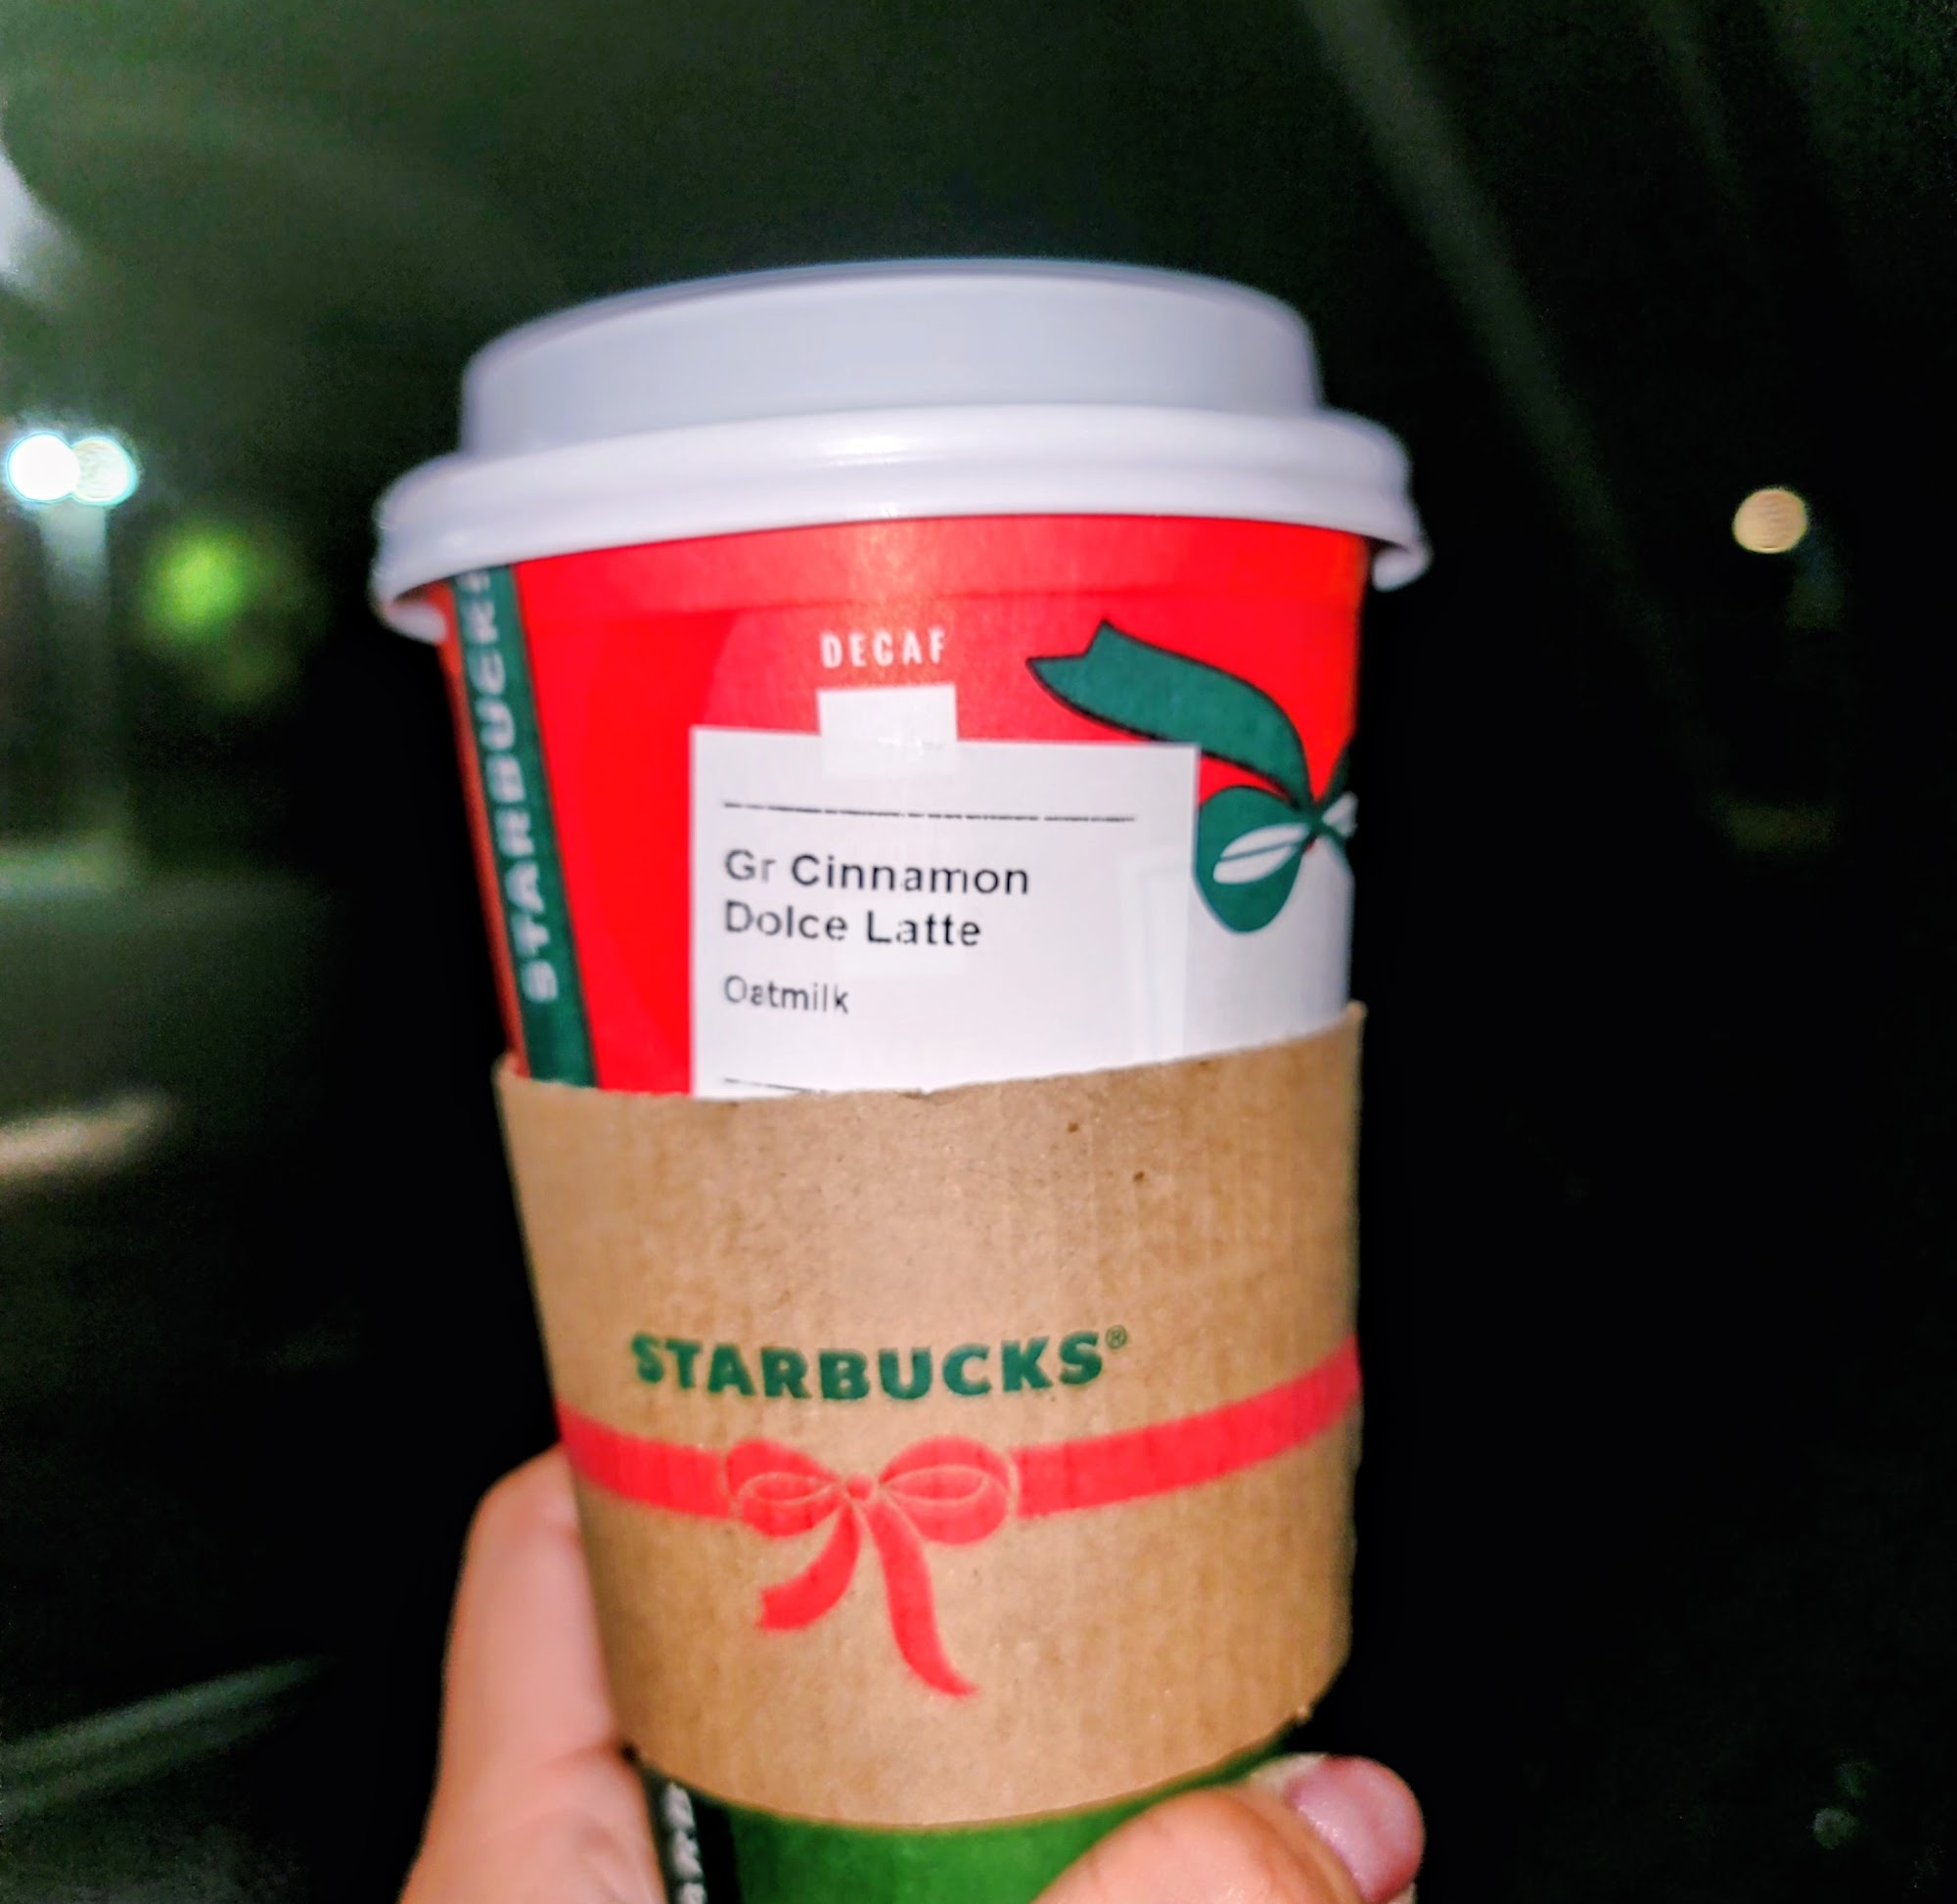 STARBUCKS
DECAF
Gr Cinnamon
Dolce Latte
Oatmilk
STARBUCKS®